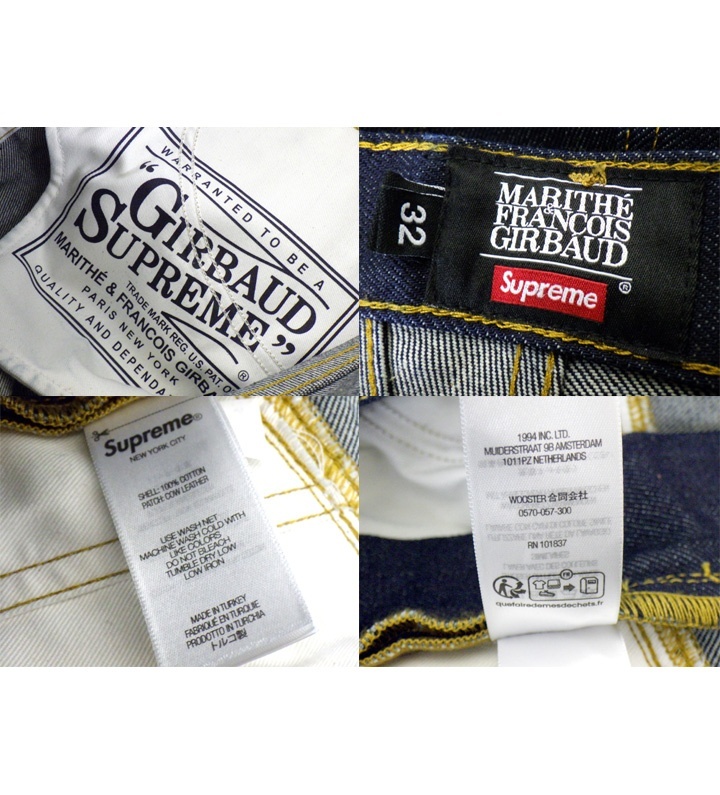 WARRANTED TO BE A
"GIRBAUD
SUPREME"
TRADE MARK REG. US. PAT.
MARITHÉ & FRANCOIS
PARIS NEW YORK
QUALITY AND
32
MARITHÉ
&
FRANCOIS
GIRBAUD
Supreme
®
Supreme®
NEW YORK CITY
SHELL: 100% COTTON
PATCH: COW LEATHER
USE WASH NET
MACHINE WASH COLD WITH
LIKE COLORS
DO NOT BLEACH
TUMBLE DRY LOW
LOW IRON
MADE IN TURKEY
FABRIQUÉ EN TURQUIE
PRODOTTO IN TURCHIA
トルコ製
1994 INC. LTD.
MUIDERSTRAAT 9B AMSTERDAM
1011PZ NETHERLANDS
WOOSTER 合同会社
0570-057-300
RN 101837
FR
quefairedemesdechets.fr